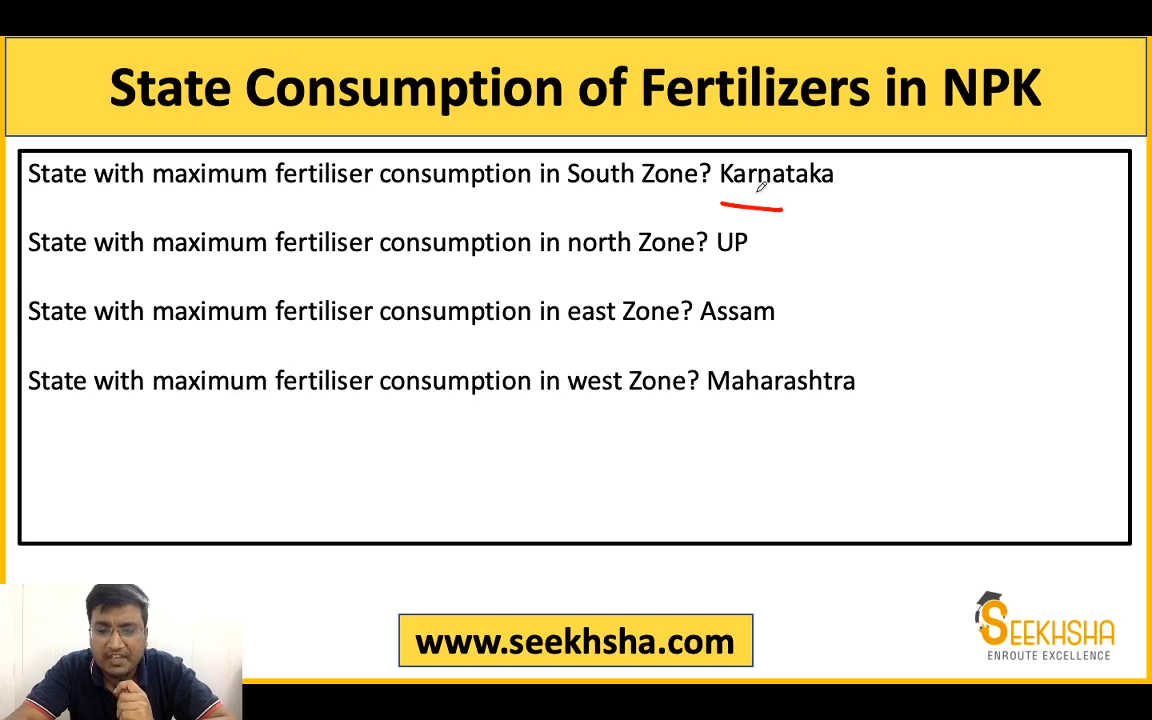 State Consumption of Fertilizers in NPK
State with maximum fertiliser consumption in South Zone? Karnataka
State with maximum fertiliser consumption in north Zone? UP
State with maximum fertiliser consumption in east Zone? Assam
State with maximum fertiliser consumption in west Zone? Maharashtra
www.seekhsha.com
SEEKHSHA
ENROUTE EXCELLENCE